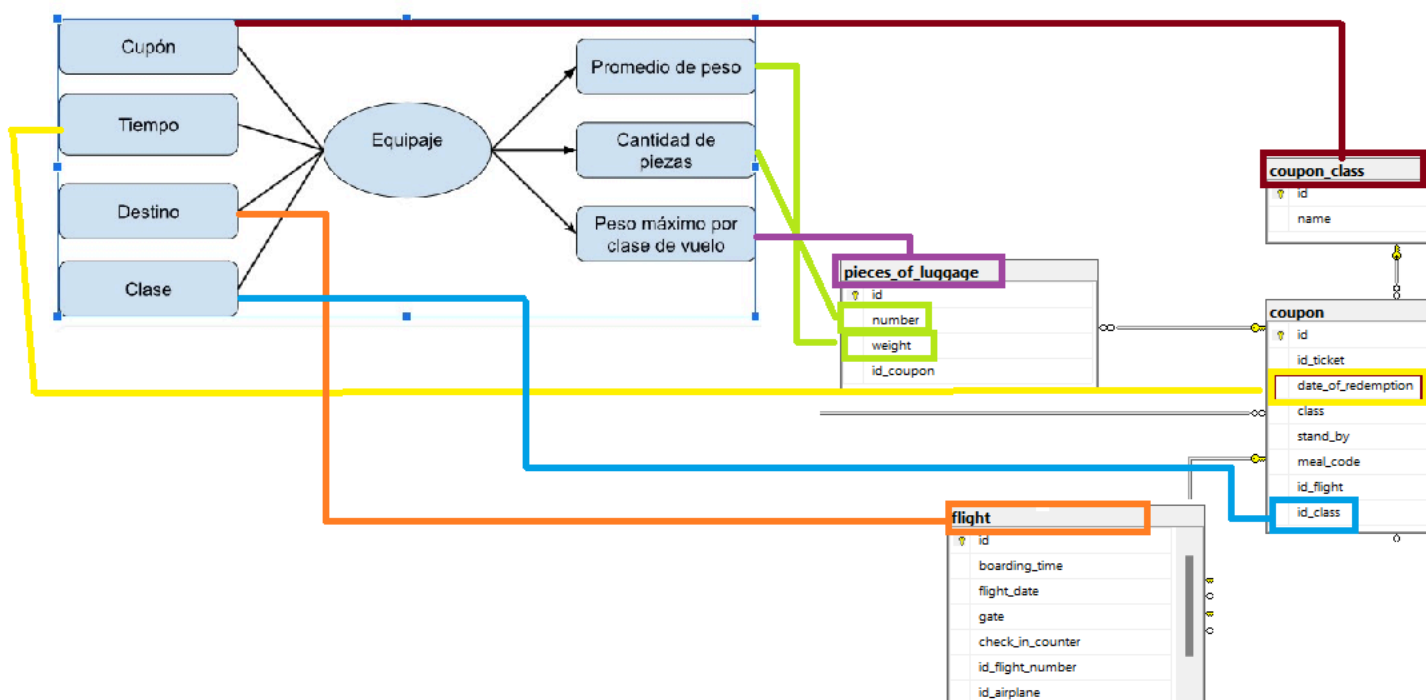 Cupón
Tiempo
Destino
Clase
Equipaje
Promedio de peso
Cantidad de
piezas
Peso máximo por
clase de vuelo
pieces_of_luggage
id
number
weight
id_coupon
coupon_class
id
name
coupon
id
id_ticket
date_of_redemption
class
stand_by
meal_code
id_flight
id_class
flight
id
boarding_time
flight_date
gate
check_in_counter
id_flight_number
id_airplane